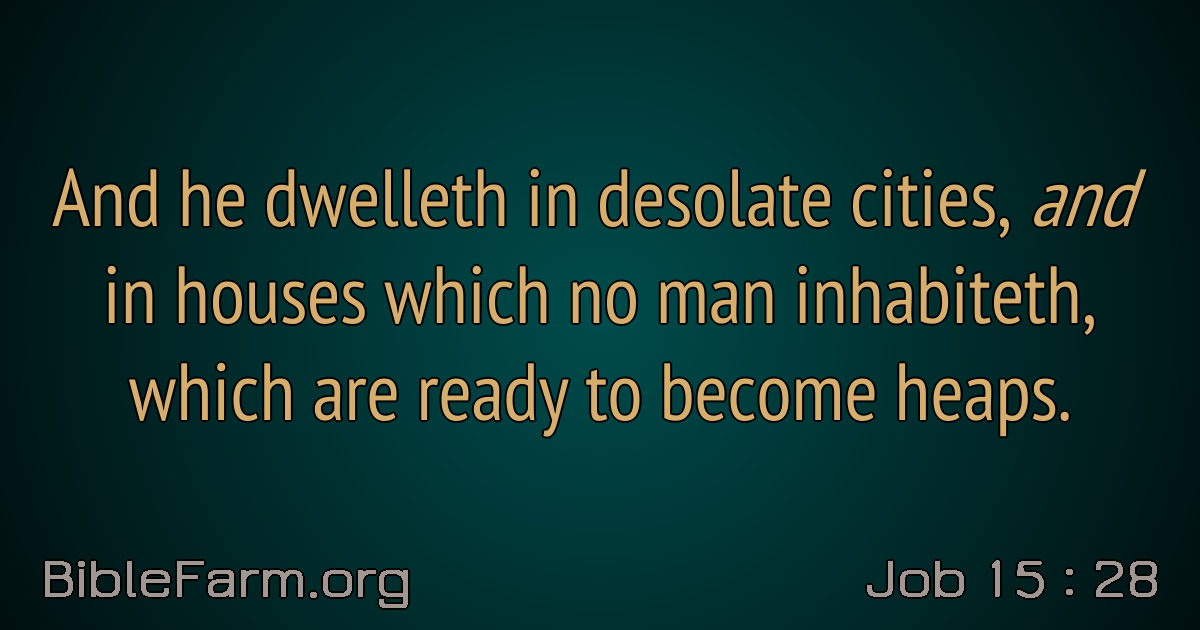 And he dwelleth in desolate cities, and
in houses which no man inhabiteth,
which are ready to become heaps.
BibleFarm.org
Job 15 : 28